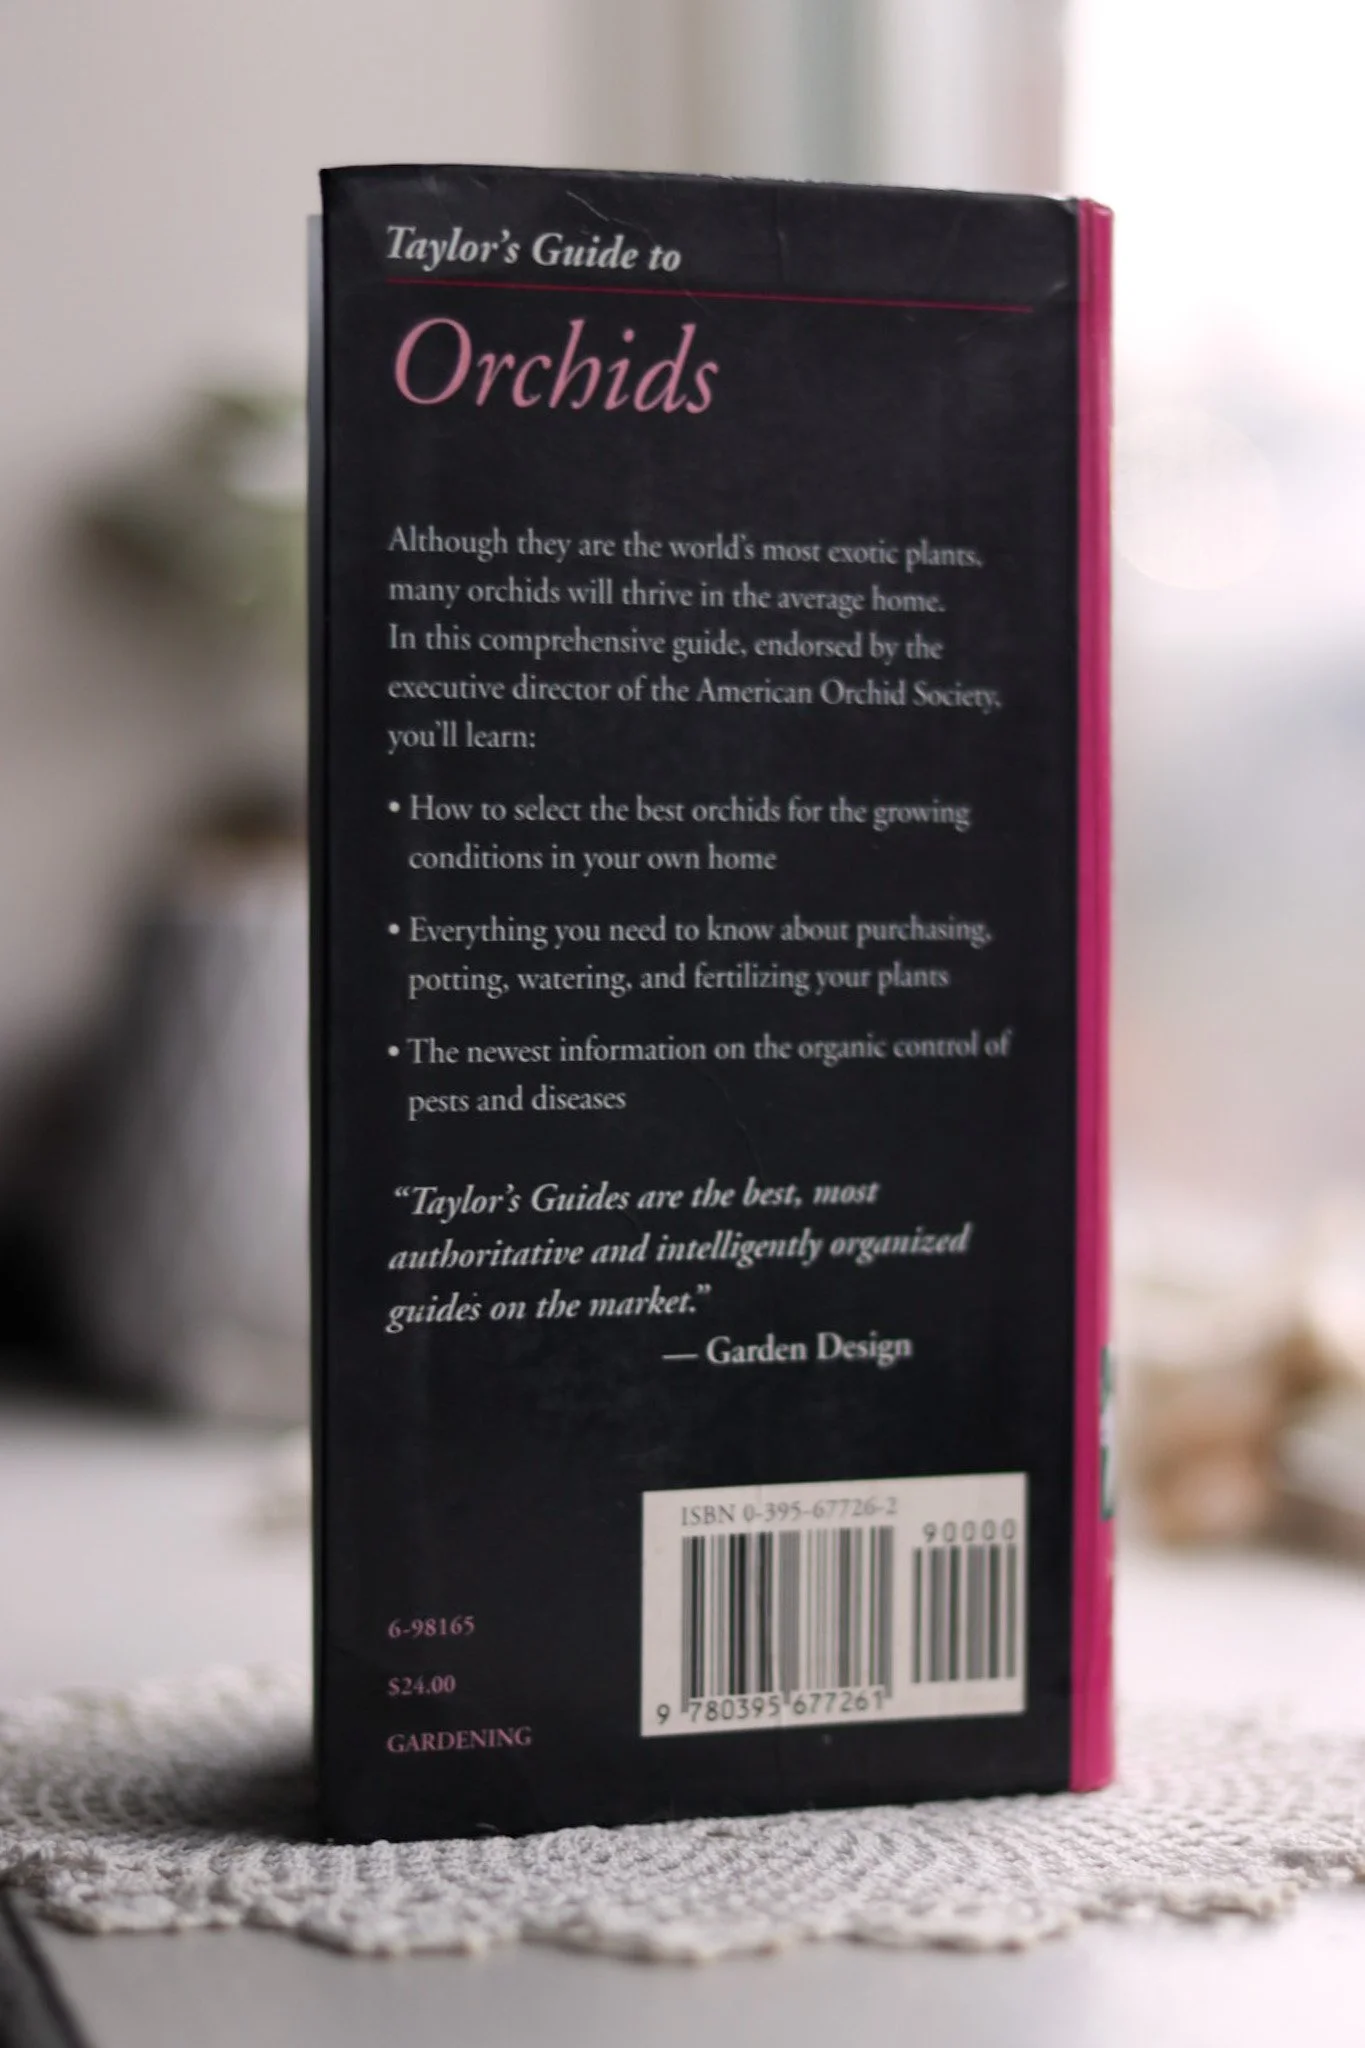 Taylor's Guide to
Orchids
Although they are the world's most exotic plants,
many orchids will thrive in the average home.
In this comprehensive guide, endorsed by the
executive director of the American Orchid Society,
you'll learn:
• How to select the best orchids for the growing
conditions in your own home
• Everything you need to know about purchasing,
potting, watering, and fertilizing your plants
• The newest information on the organic control of
pests and diseases
“Taylor's Guides are the best, most
authoritative and intelligently organized
guides on the market.”
— Garden Design
ISBN 0-395-67726-2
90000
9 780395 677261
6-98165
$24.00
GARDENING